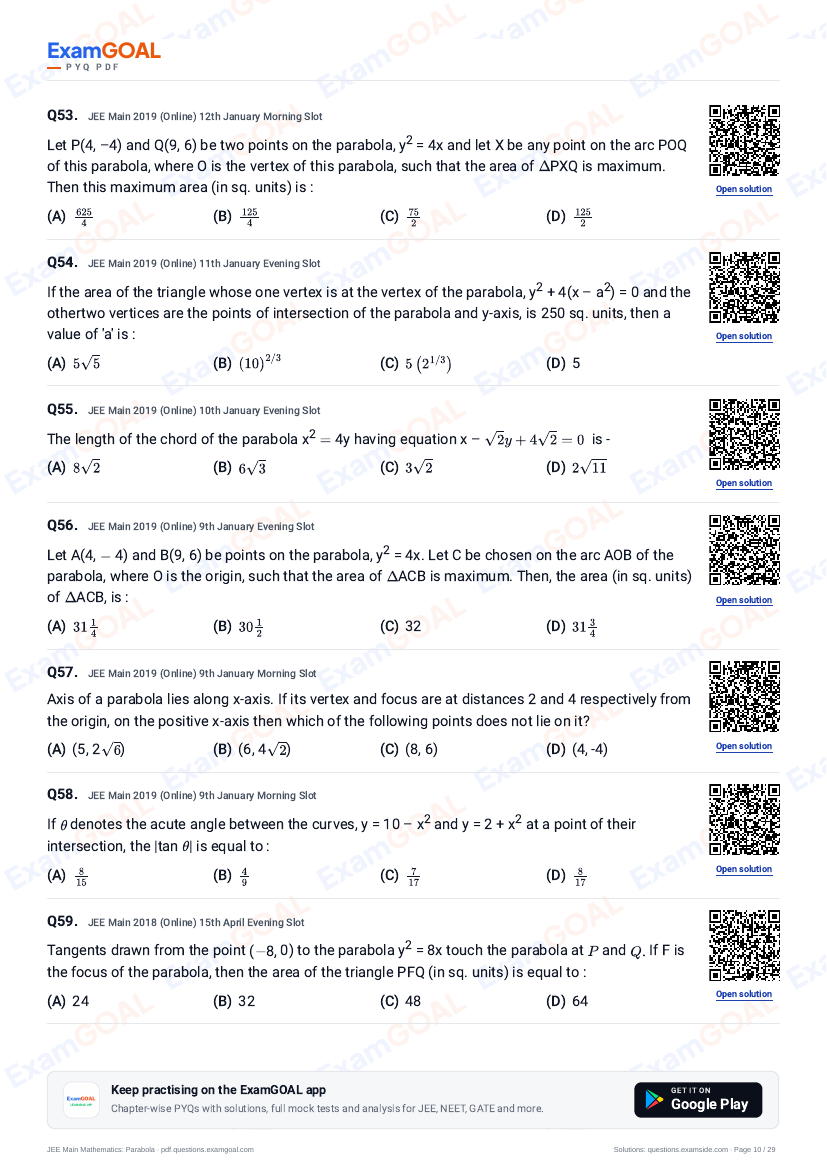 ExamGOAL
PYQ PDF
Q53. JEE Main 2019 (Online) 12th January Morning Slot
Let P(4, −4) and Q(9, 6) be two points on the parabola, y² = 4x and let X be any point on the arc POQ
of this parabola, where O is the vertex of this parabola, such that the area of ΔPXQ is maximum.
Then this maximum area (in sq. units) is :
(A) 625/4 (B) 125/4 (C) 75/2 (D) 125/2
Open solution
Q54. JEE Main 2019 (Online) 11th January Evening Slot
If the area of the triangle whose one vertex is at the vertex of the parabola, y² + 4(x − a²) = 0 and the
othertwo vertices are the points of intersection of the parabola and y-axis, is 250 sq. units, then a
value of 'a' is :
(A) 5√5 (B) (10)^{2/3} (C) 5 (2^{1/3}) (D) 5
Open solution
Q55. JEE Main 2019 (Online) 10th January Evening Slot
The length of the chord of the parabola x² = 4y having equation x − √2y + 4√2 = 0 is -
(A) 8√2 (B) 6√3 (C) 3√2 (D) 2√11
Open solution
Q56. JEE Main 2019 (Online) 9th January Evening Slot
Let A(4, − 4) and B(9, 6) be points on the parabola, y² = 4x. Let C be chosen on the arc AOB of the
parabola, where O is the origin, such that the area of ΔACB is maximum. Then, the area (in sq. units)
of ΔACB, is :
(A) 31 1/4 (B) 30 1/2 (C) 32 (D) 31 3/4
Open solution
Q57. JEE Main 2019 (Online) 9th January Morning Slot
Axis of a parabola lies along x-axis. If its vertex and focus are at distances 2 and 4 respectively from
the origin, on the positive x-axis then which of the following points does not lie on it?
(A) (5, 2√6) (B) (6, 4√2) (C) (8, 6) (D) (4, -4)
Open solution
Q58. JEE Main 2019 (Online) 9th January Morning Slot
If θ denotes the acute angle between the curves, y = 10 − x² and y = 2 + x² at a point of their
intersection, the |tan θ| is equal to :
(A) 8/15 (B) 4/9 (C) 7/17 (D) 8/17
Open solution
Q59. JEE Main 2018 (Online) 15th April Evening Slot
Tangents drawn from the point (−8, 0) to the parabola y² = 8x touch the parabola at P and Q. If F is
the focus of the parabola, then the area of the triangle PFQ (in sq. units) is equal to :
(A) 24 (B) 32 (C) 48 (D) 64
Open solution
ExamGOAL
Keep practising on the ExamGOAL app
Chapter-wise PYQs with solutions, full mock tests and analysis for JEE, NEET, GATE and more.
GET IT ON
Google Play
JEE Main Mathematics: Parabola · pdf.questions.examgoal.com
Solutions: questions.examside.com · Page 10 / 29